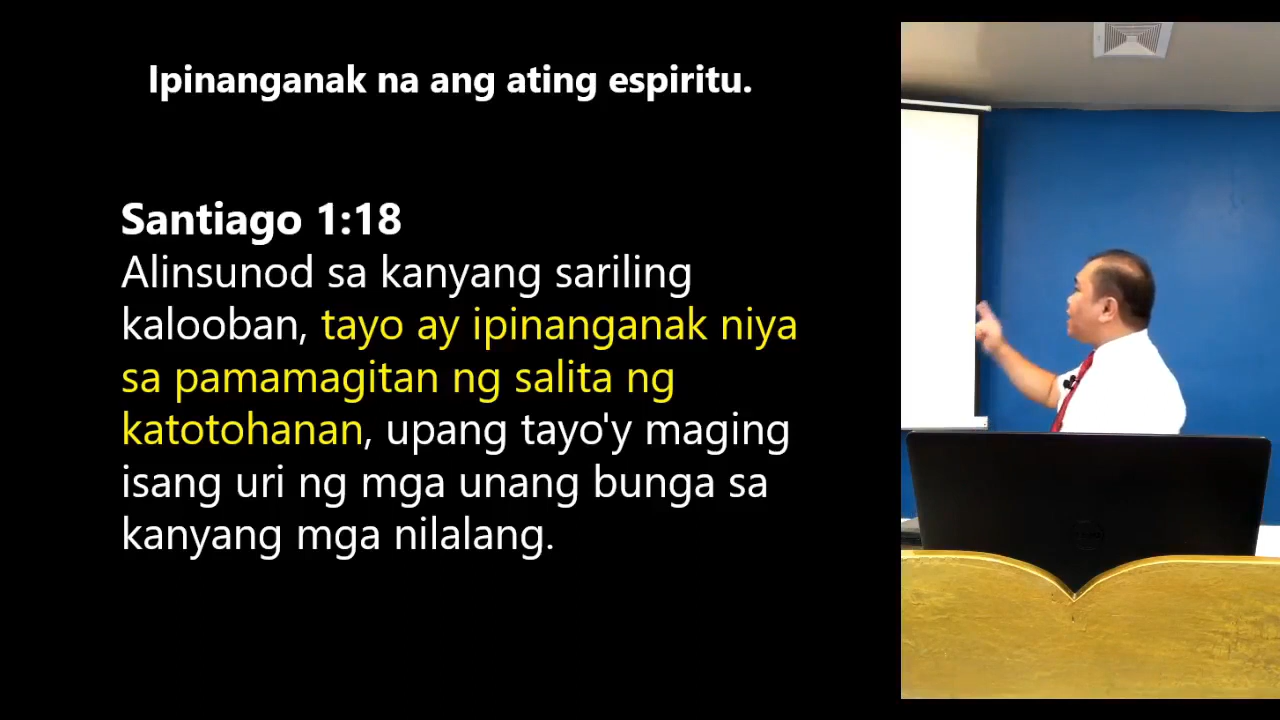 Ipinanganak na ang ating espiritu.
Santiago 1:18
Alinsunod sa kanyang sariling
kalooban, tayo ay ipinanganak niya
sa pamamagitan ng salita ng
katotohanan, upang tayo'y maging
isang uri ng mga unang bunga sa
kanyang mga nilalang.